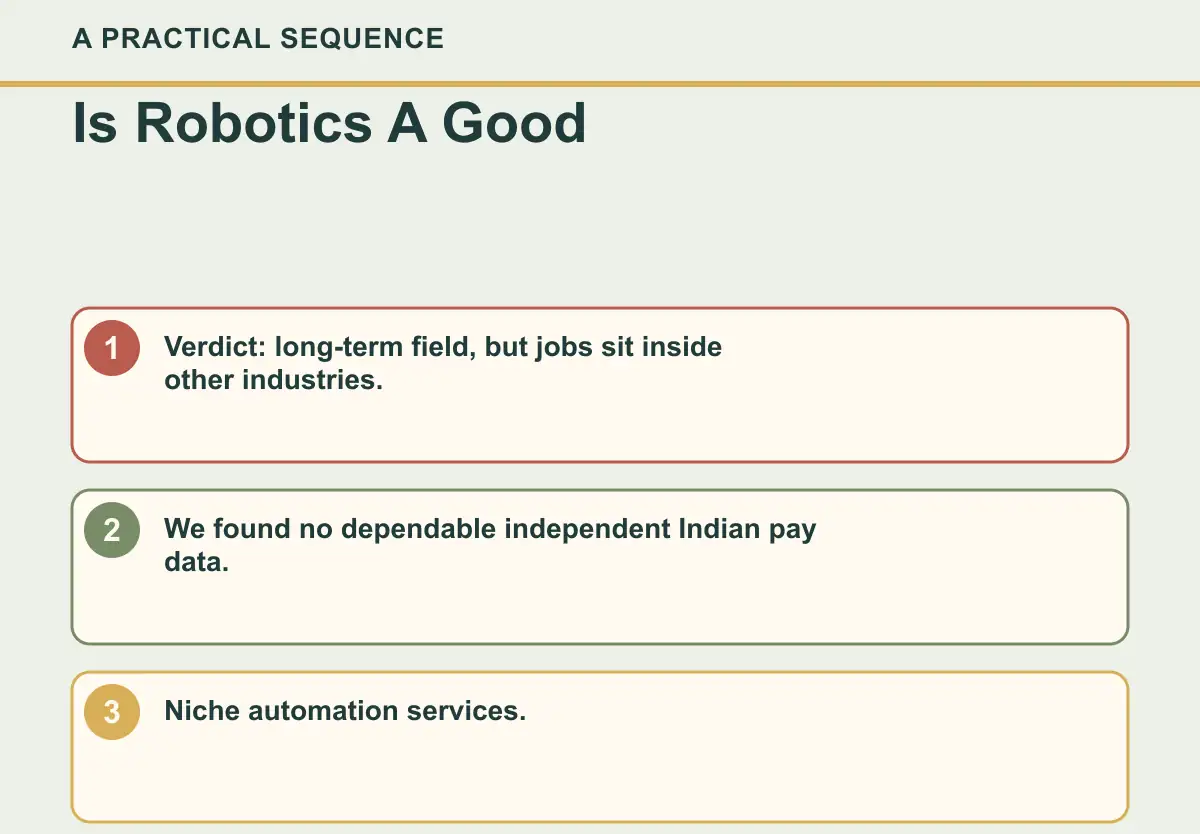 A PRACTICAL SEQUENCE
Is Robotics A Good
1
Verdict: long-term field, but jobs sit inside
other industries.
2
We found no dependable independent Indian pay
data.
3
Niche automation services.